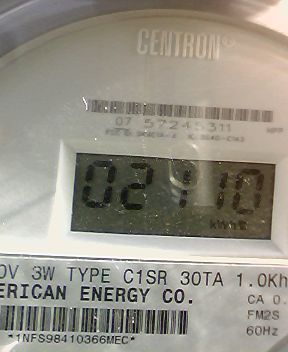 CENTRON®
07 57245311
02110
kWh
0V 3W TYPE C1SR 30TA 1.0Kh
ERICAN ENERGY CO.
CA 0.
FM2S
60Hz
*1NFS98410366MEC*